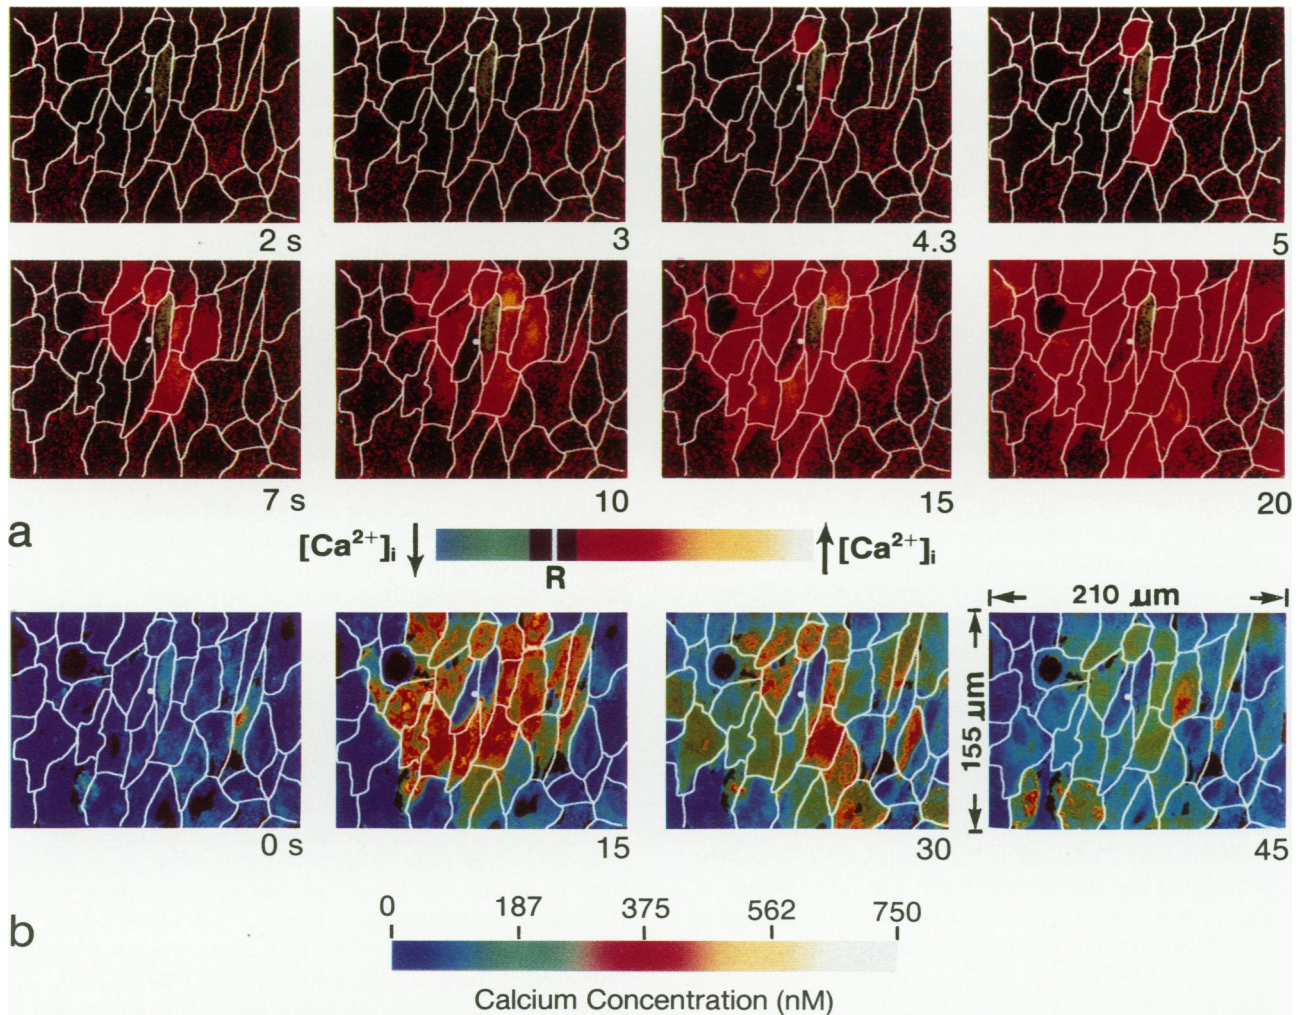 2 s
3
4.3
5
7 s
10
15
20
a
[Ca²⁺]ᵢ
R
[Ca²⁺]ᵢ
210 µm
155 µm
0 s
15
30
45
b
0
187
375
562
750
Calcium Concentration (nM)